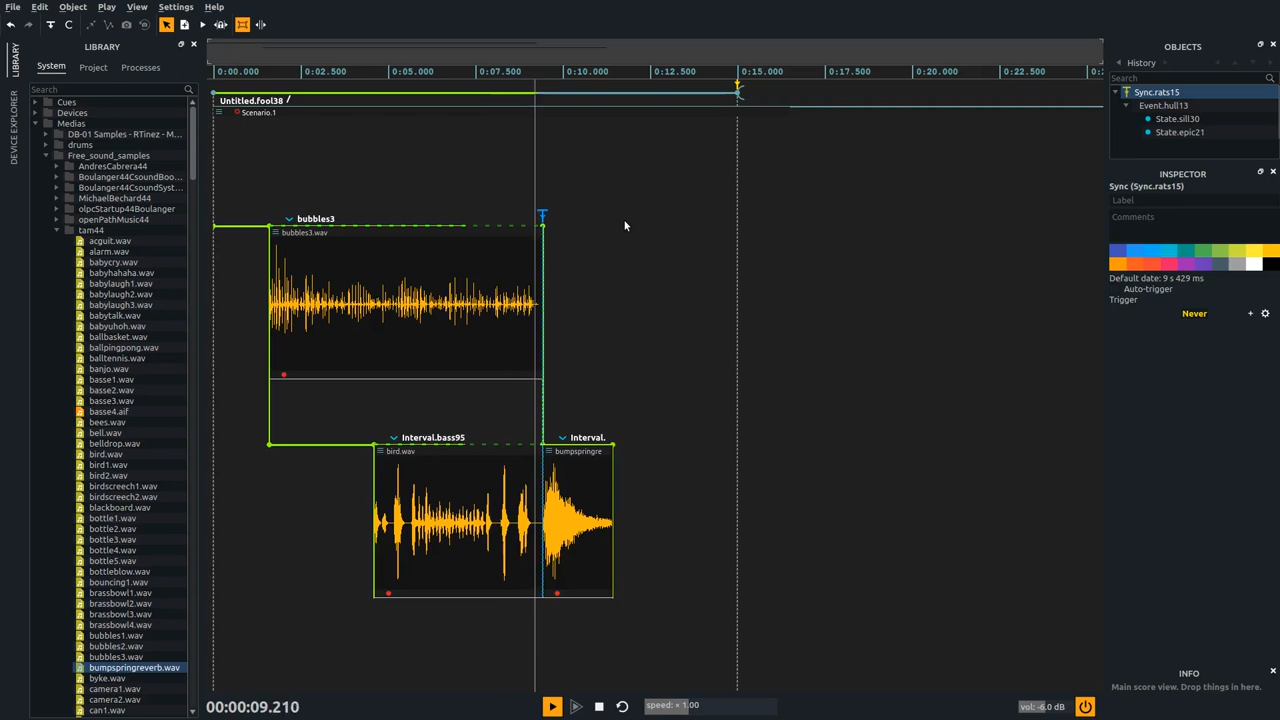 File Edit Object Play View Settings Help
LIBRARY
DEVICE EXPLORER
LIBRARY
System Project Processes
Search
Cues
Devices
Medias
DB-01 Samples - RTinez - M...
drums
Free_sound_samples
AndresCabrera44
Boulanger44CsoundBoo...
Boulanger44CsoundSyst...
MichaelBechard44
olpcStartup44Boulanger
openPathMusic44
tam44
acguit.wav
alarm.wav
babycry.wav
babyhahaha.wav
babylaugh1.wav
babylaugh2.wav
babylaugh3.wav
babytalk.wav
babyuhoh.wav
ballbasket.wav
ballpingpong.wav
balltennis.wav
banjo.wav
basse1.wav
basse2.wav
basse3.wav
basse4.aif
bees.wav
bell.wav
belldrop.wav
bird.wav
bird1.wav
bird2.wav
birdscreech1.wav
birdscreech2.wav
blackboard.wav
bottle1.wav
bottle2.wav
bottle3.wav
bottle4.wav
bottle5.wav
bottleblow.wav
bouncing1.wav
brassbowl1.wav
brassbowl2.wav
brassbowl3.wav
brassbowl4.wav
bubbles1.wav
bubbles2.wav
bubbles3.wav
bumpspringreverb.wav
byke.wav
camera1.wav
camera2.wav
can1.wav
0:00.000 0:02.500 0:05.000 0:07.500 0:10.000 0:12.500 0:15.000 0:17.500 0:20.000 0:22.500
Untitled.fool38 /
Scenario.1
bubbles3
bubbles3.wav
Interval.bass95 Interval.
bird.wav bumpspringre
00:00:09.210
speed: × 1.00
vol: -6.0 dB
OBJECTS
History
Search
Sync.rats15
Event.hull13
State.sill30
State.epic21
INSPECTOR
Sync (Sync.rats15)
Label
Comments
Default date: 9 s 429 ms
Auto-trigger
Trigger
Never +
INFO
Main score view. Drop things in here.